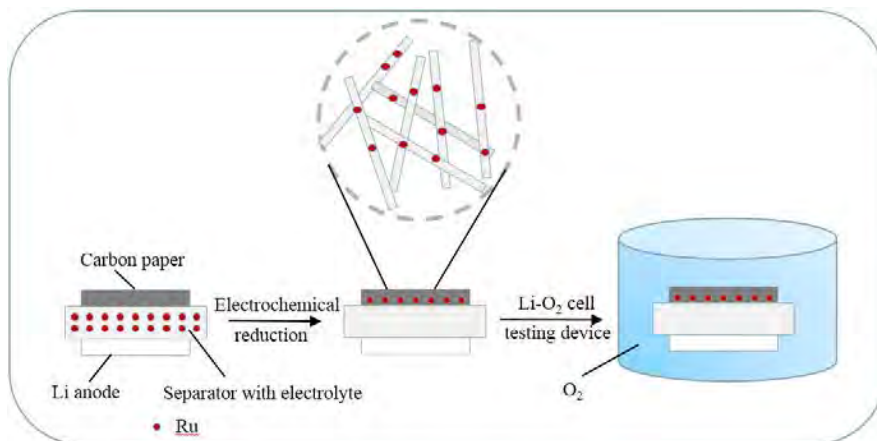 Carbon paper
Electrochemical
reduction
Li-O₂ cell
testing device
Li anode
Separator with electrolyte
O₂
Ru